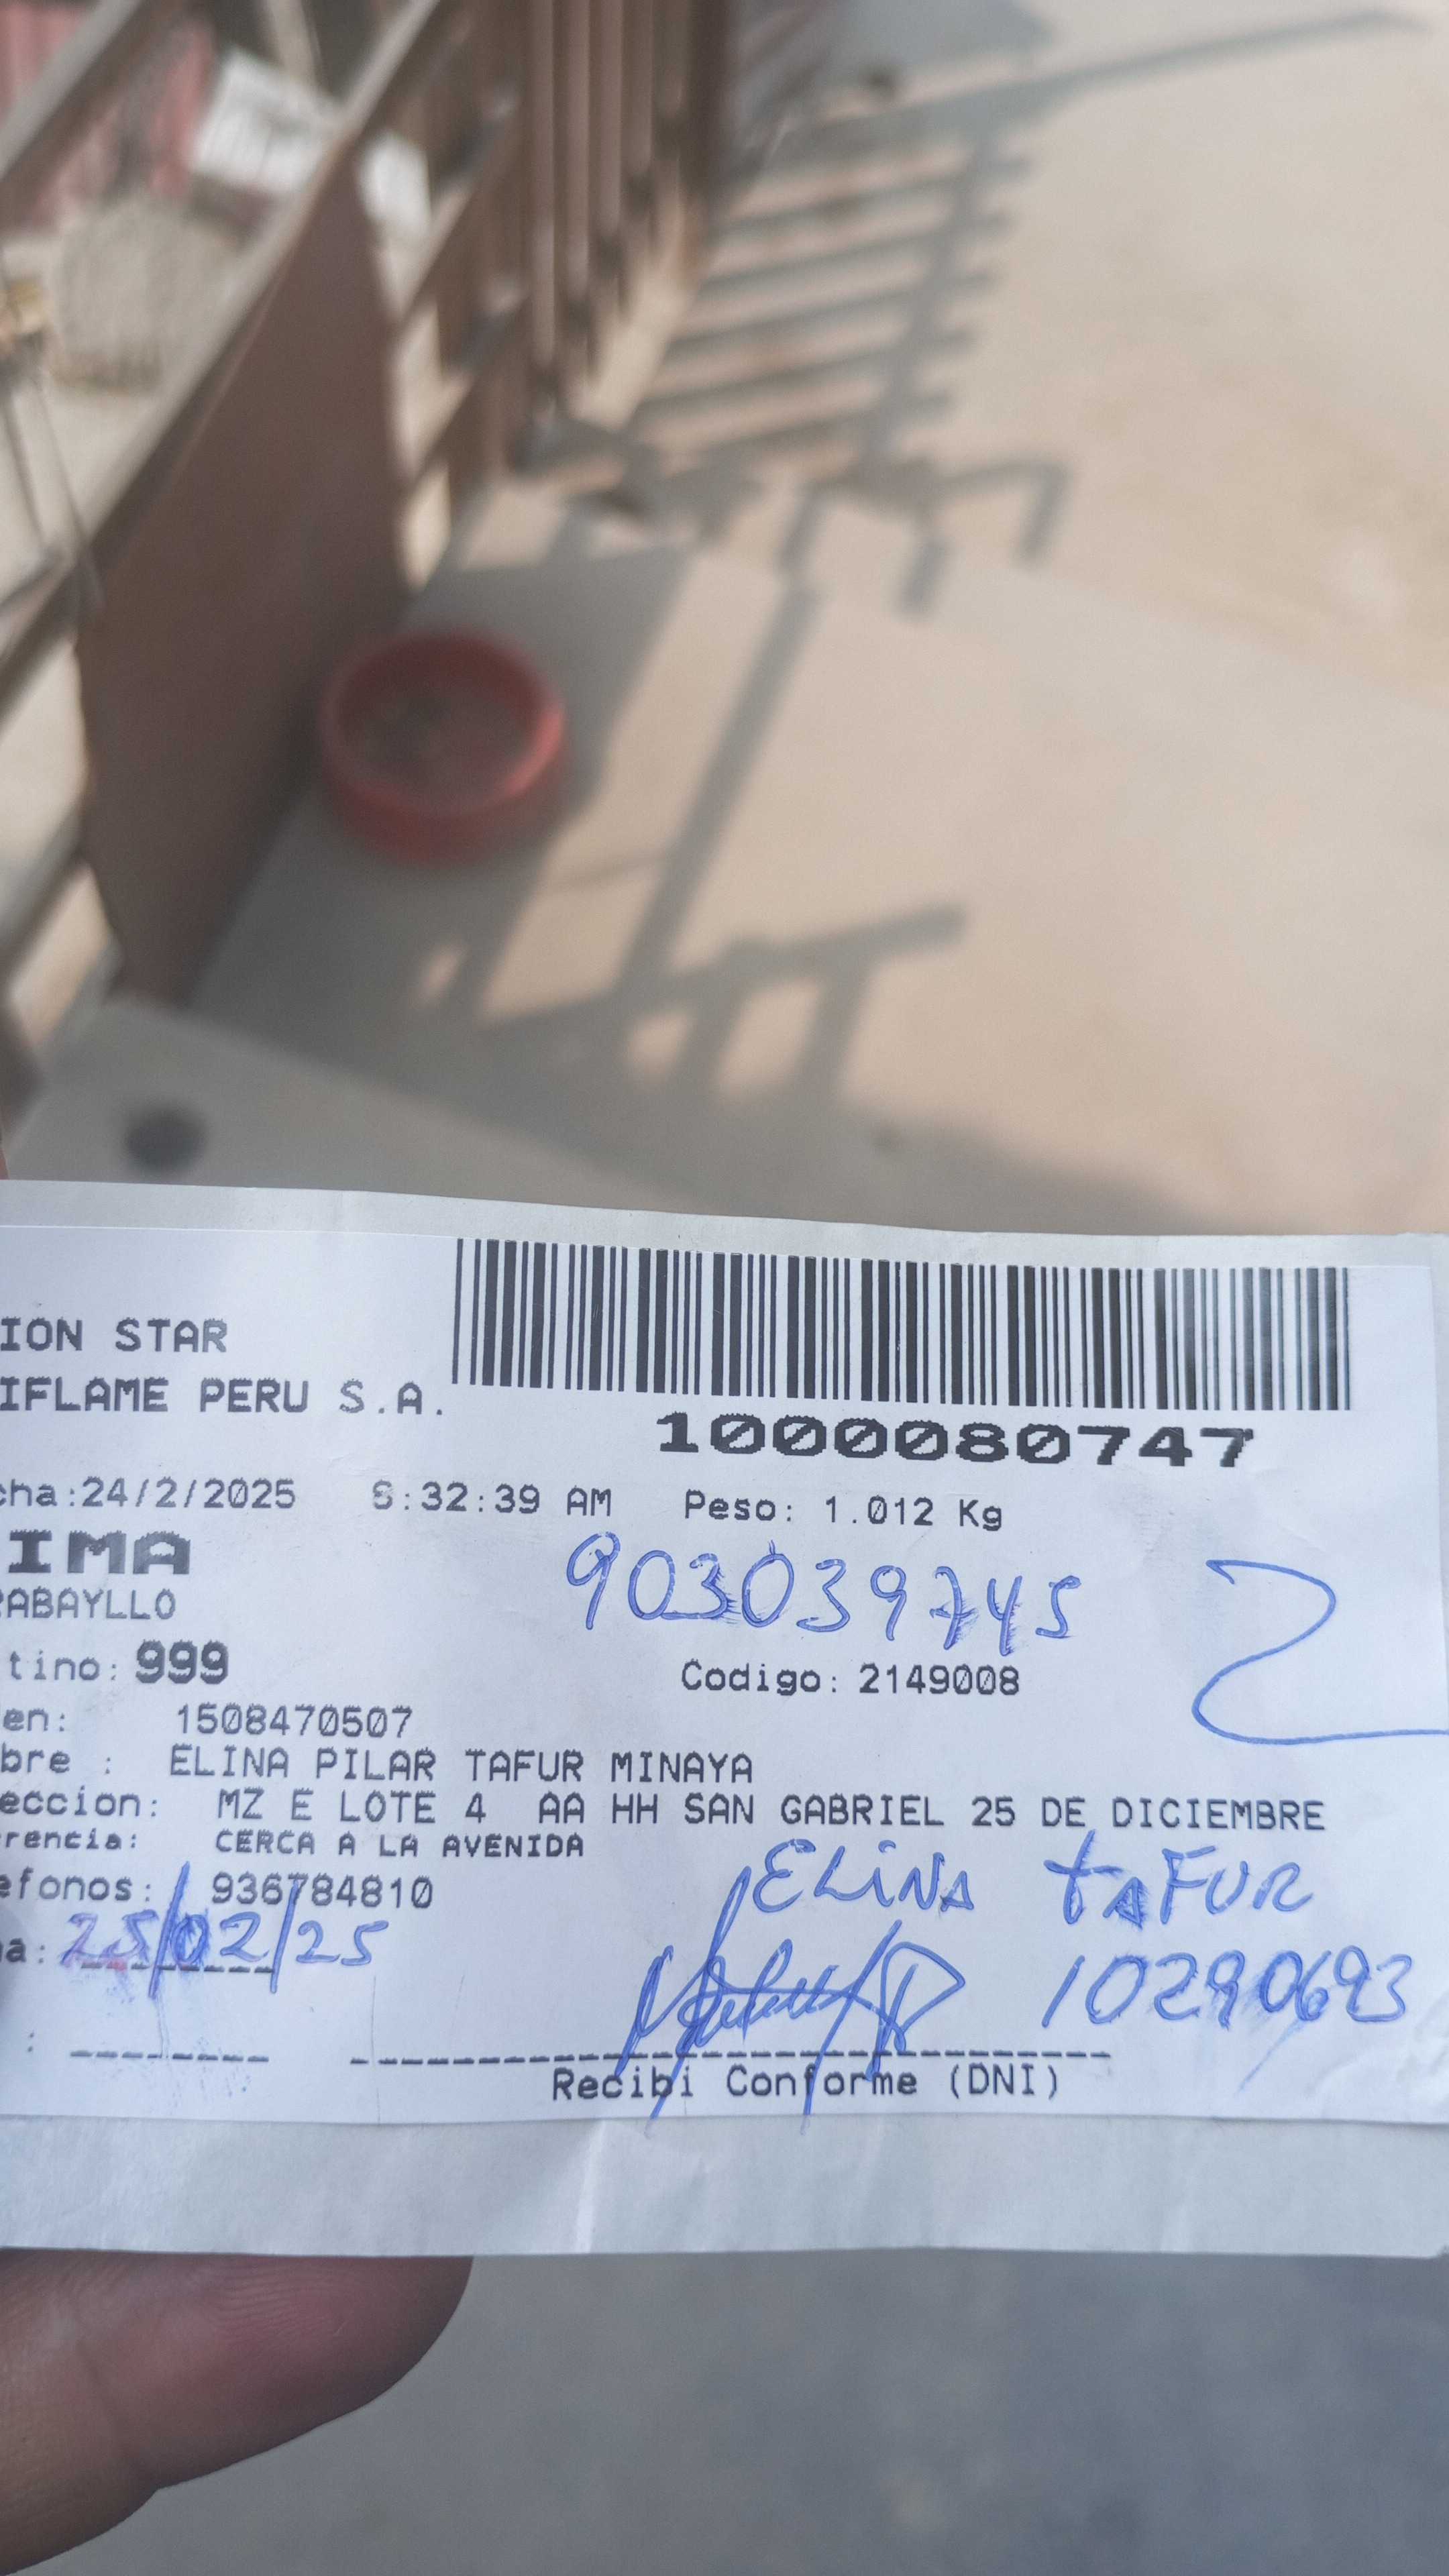 ION STAR
IFLAME PERU S.A.
1000080747
cha:24/2/2025 8:32:39 AM Peso: 1.012 Kg
IMA
903039745
RABAYLLO
tino: 999
Codigo: 2149008
en: 1508470507
bre : ELINA PILAR TAFUR MINAYA
eccion: MZ E LOTE 4 AA HH SAN GABRIEL 25 DE DICIEMBRE
rencia: CERCA A LA AVENIDA
efonos: 936784810
ELINA tAFUR
a: 25/02/25
10290693
Recibi Conforme (DNI)